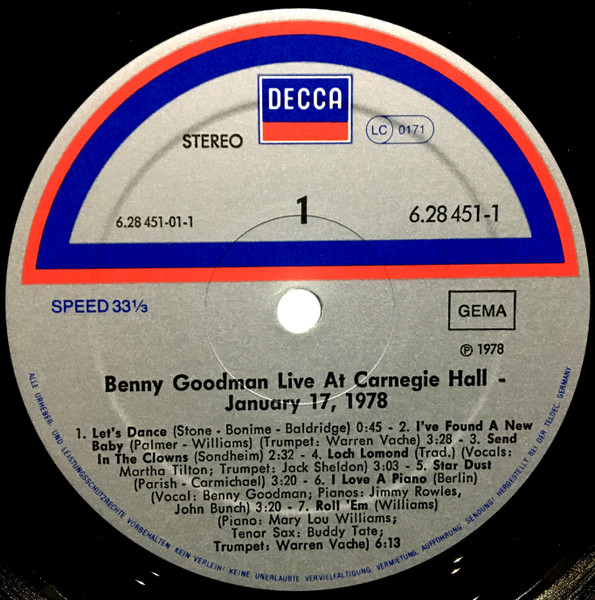 DECCA
STEREO
LC 0171
1
6.28 451-01-1
6.28 451-1
SPEED 33 1/3
GEMA
℗ 1978
Benny Goodman Live At Carnegie Hall -
January 17, 1978
1. Let's Dance (Stone - Bonime - Baldridge) 0:45 - 2. I've Found A New
Baby (Palmer - Williams) (Trumpet: Warren Vache) 3:28 - 3. Send
In The Clowns (Sondheim) 2:32 - 4. Loch Lomond (Trad.) (Vocals:
Martha Tilton; Trumpet: Jack Sheldon) 3:03 - 5. Star Dust
(Parish - Carmichael) 3:20 - 6. I Love A Piano (Berlin)
(Vocal: Benny Goodman; Pianos: Jimmy Rowles,
John Bunch) 3:20 - 7. Roll 'Em (Williams)
(Piano: Mary Lou Williams;
Tenor Sax: Buddy Tate;
Trumpet: Warren Vache) 6:13
ALLE URHEBER- UND LEISTUNGSSCHUTZRECHTE VORBEHALTEN. KEIN VERLEIH! KEINE UNERLAUBTE VERVIELFÄLTIGUNG, VERMIETUNG, AUFFÜHRUNG, SENDUNG! HERGESTELLT BEI DER TELDEC, GERMANY